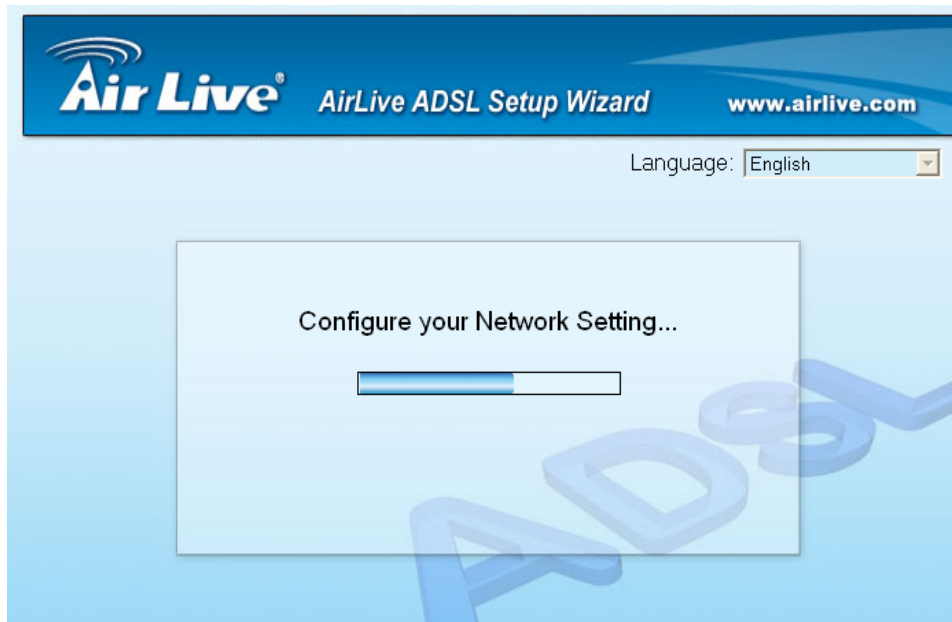 Air Live®
AirLive ADSL Setup Wizard
www.airlive.com
Language: English
Configure your Network Setting...
ADSL